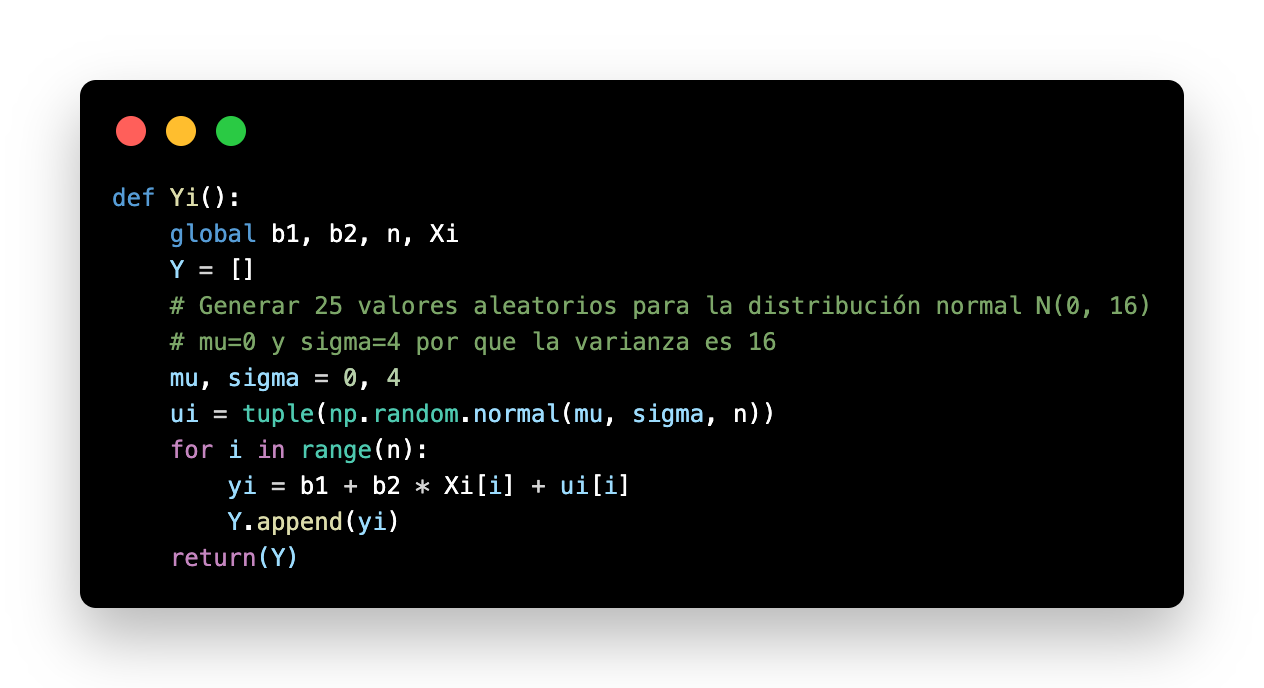 def Yi():
    global b1, b2, n, Xi
    Y = []
    # Generar 25 valores aleatorios para la distribución normal N(0, 16)
    # mu=0 y sigma=4 por que la varianza es 16
    mu, sigma = 0, 4
    ui = tuple(np.random.normal(mu, sigma, n))
    for i in range(n):
        yi = b1 + b2 * Xi[i] + ui[i]
        Y.append(yi)
    return(Y)